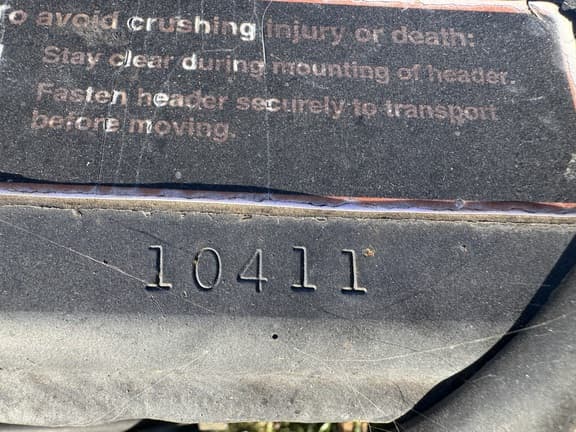 To avoid crushing injury or death:
Stay clear during mounting of header.
Fasten header securely to transport
before moving.
10411